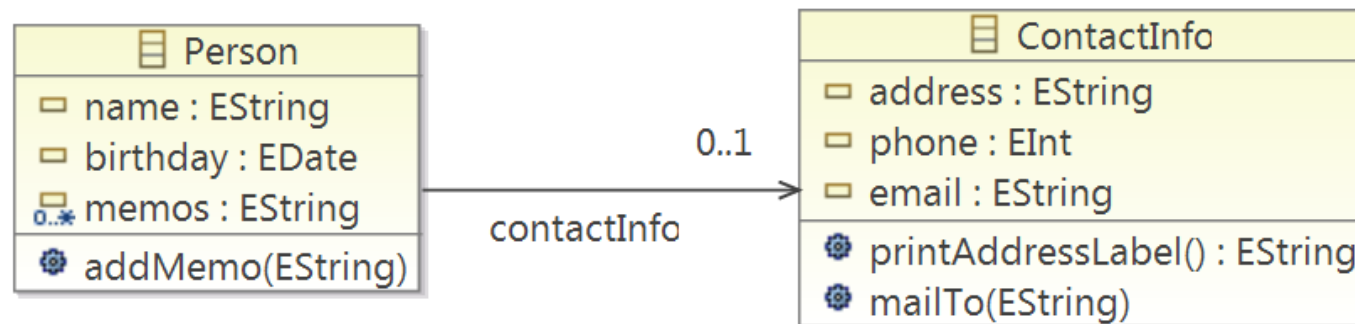 Person
name : EString
birthday : EDate
0..* memos : EString
addMemo(EString)
0..1
contactInfo
ContactInfo
address : EString
phone : EInt
email : EString
printAddressLabel() : EString
mailTo(EString)